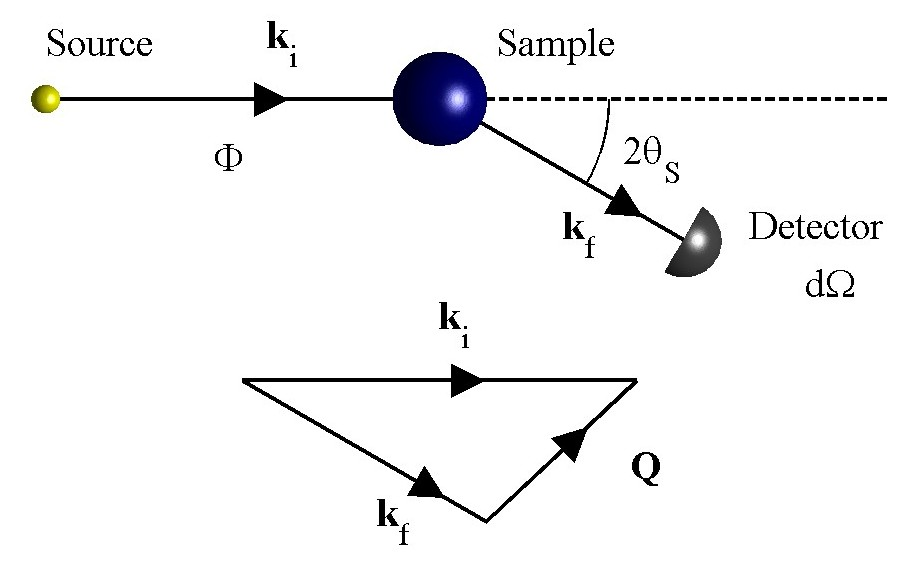 Source
k_i
Sample
Φ
2θ_S
k_f
Detector
dΩ
k_i
Q
k_f